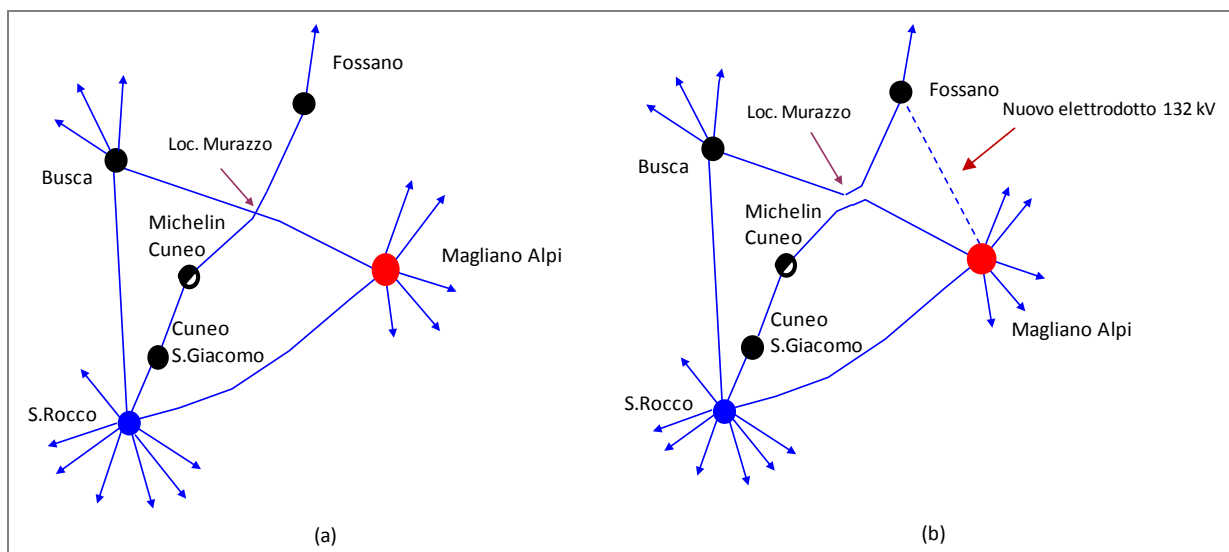 Fossano
Loc. Murazzo
Busca
Michelin
Cuneo
Magliano Alpi
Cuneo
S.Giacomo
S.Rocco
(a)
Fossano
Nuovo elettrodotto 132 kV
Loc. Murazzo
Busca
Michelin
Cuneo
Magliano Alpi
Cuneo
S.Giacomo
S.Rocco
(b)